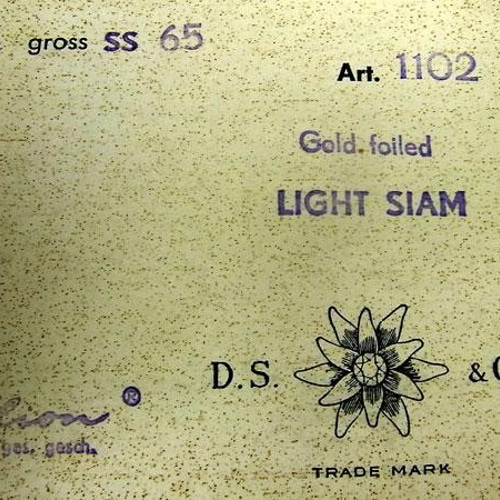 gross SS 65
Art. 1102
Gold foiled
LIGHT SIAM
D.S. & C
®
ges. gesch.
TRADE MARK